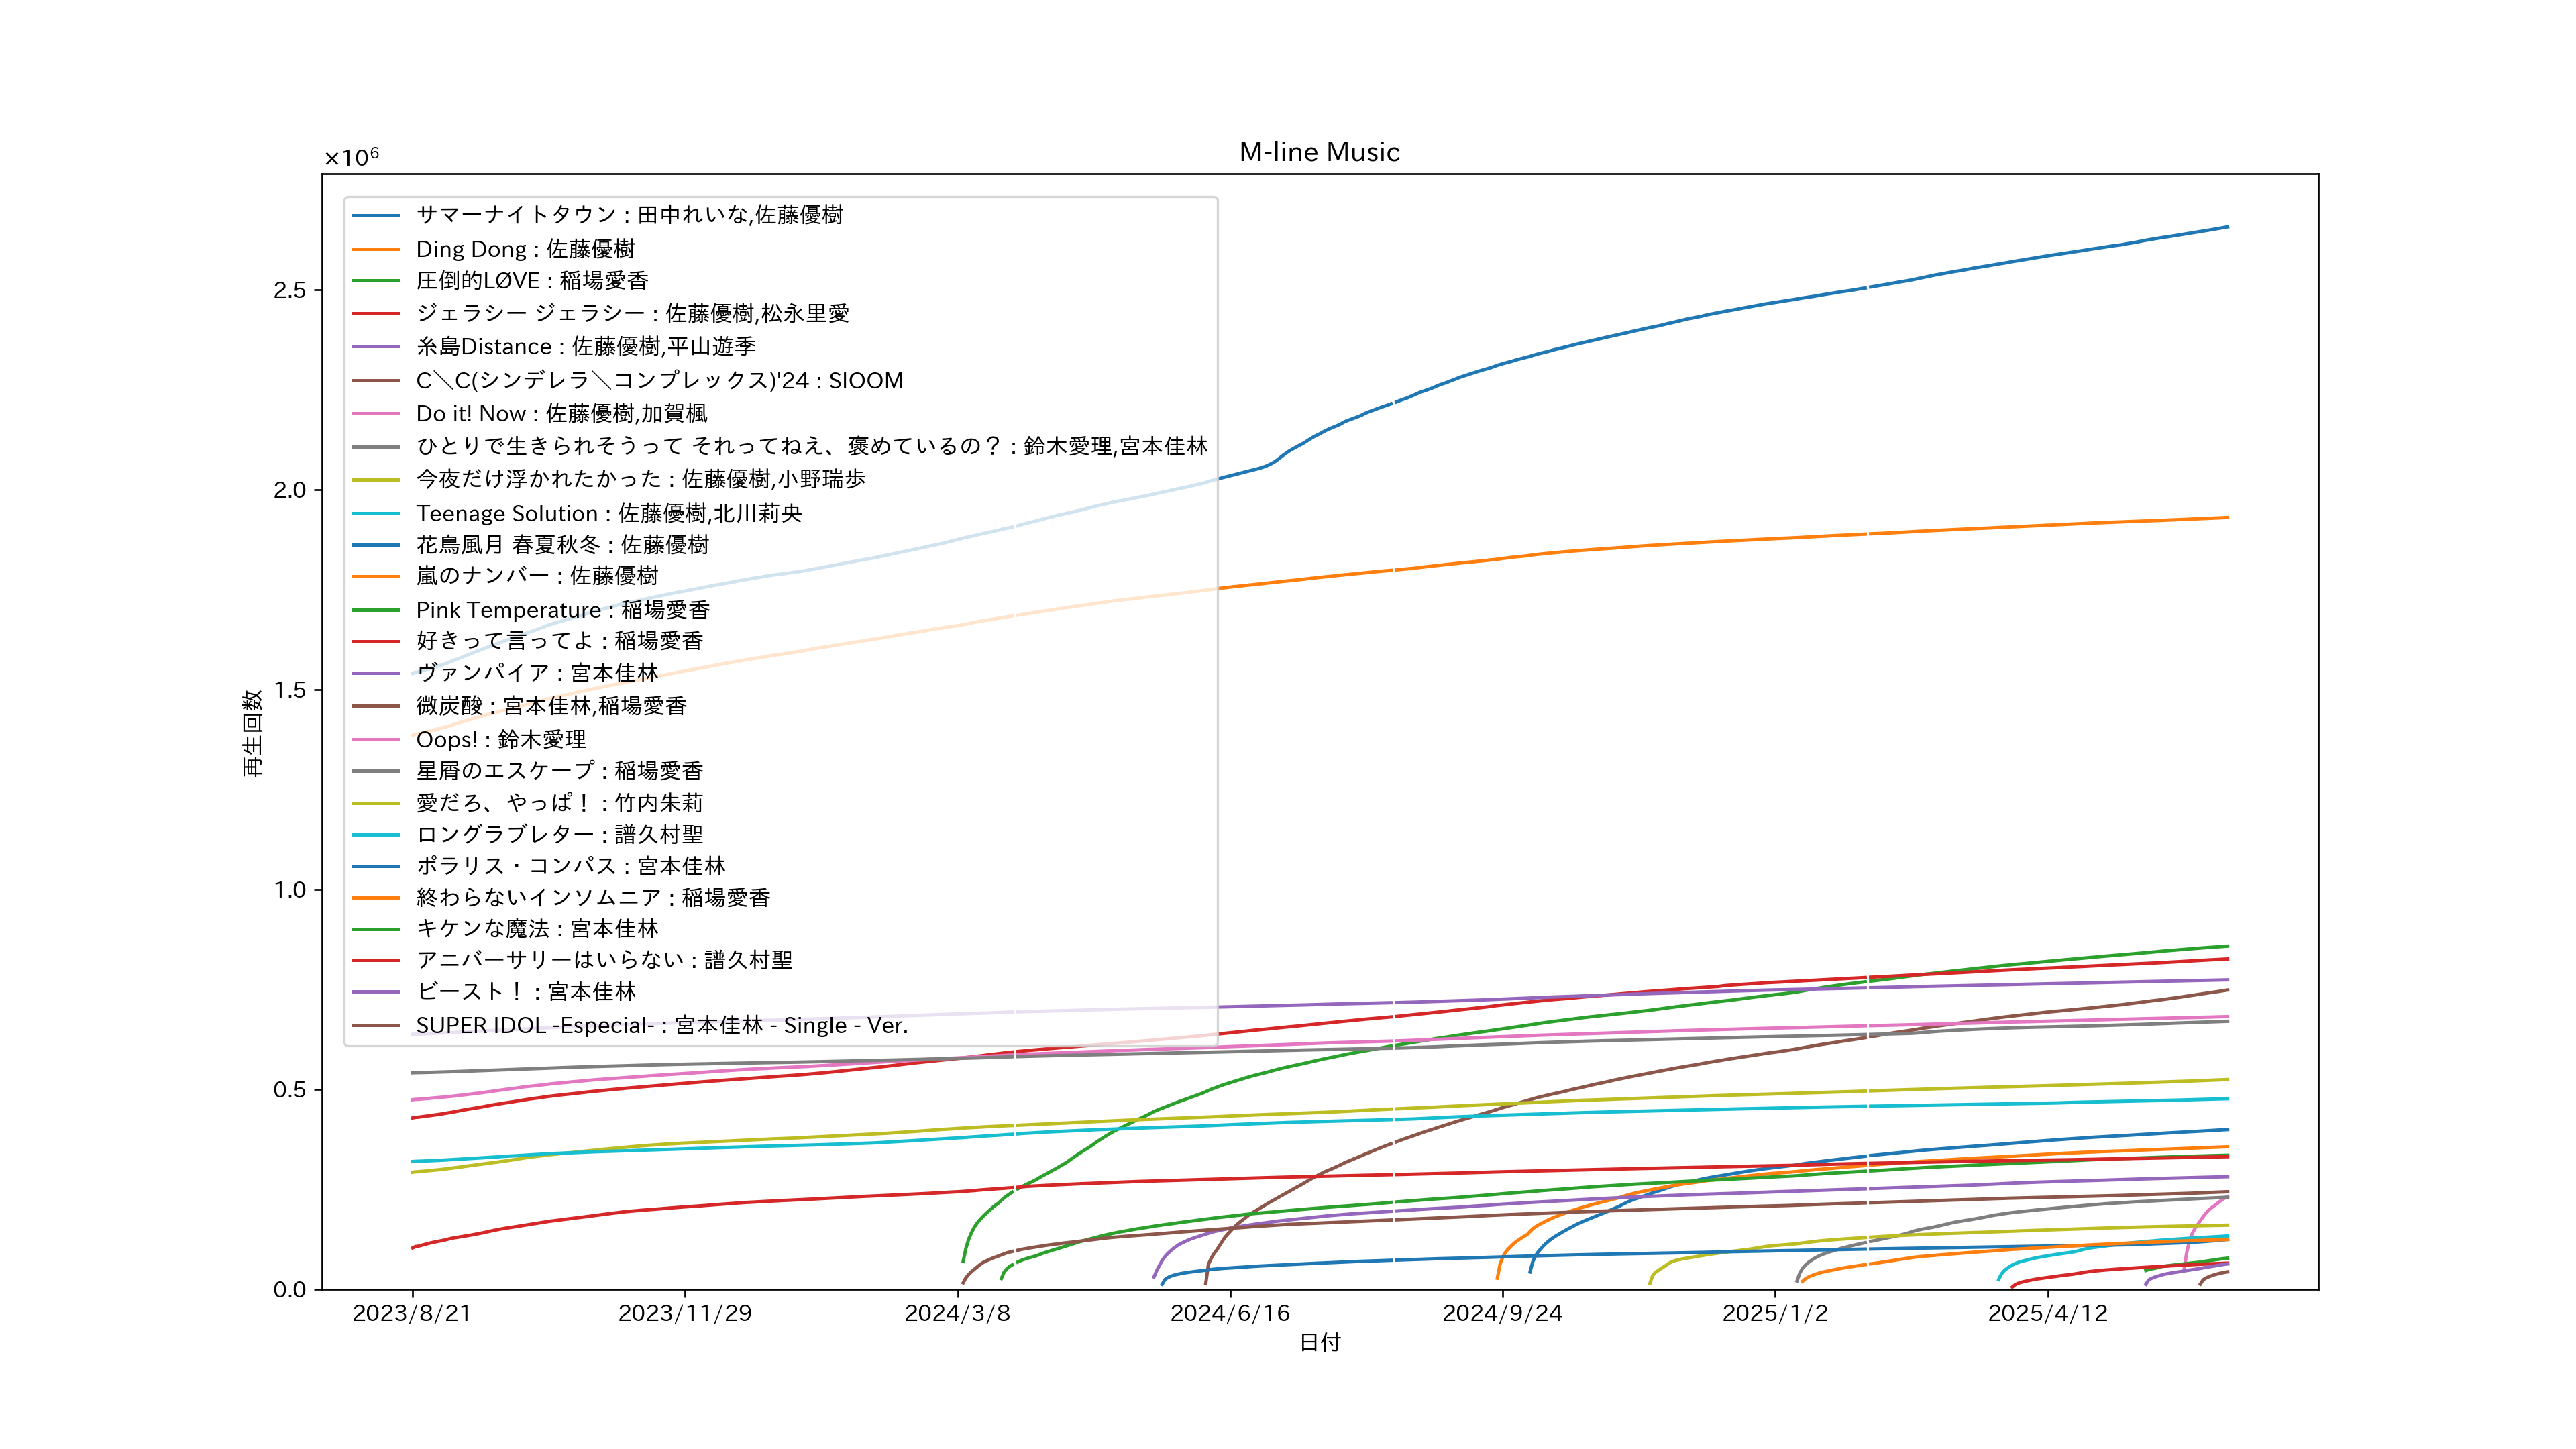 M-line Music
×10⁶
サマーナイトタウン : 田中れいな,佐藤優樹
Ding Dong : 佐藤優樹
圧倒的LØVE : 稲場愛香
ジェラシー ジェラシー : 佐藤優樹,松永里愛
糸島Distance : 佐藤優樹,平山遊季
C＼C(シンデレラ＼コンプレックス)'24 : SIOOM
Do it! Now : 佐藤優樹,加賀楓
ひとりで生きられそうって それってねえ、褒めているの？ : 鈴木愛理,宮本佳林
今夜だけ浮かれたかった : 佐藤優樹,小野瑞歩
Teenage Solution : 佐藤優樹,北川莉央
花鳥風月 春夏秋冬 : 佐藤優樹
嵐のナンバー : 佐藤優樹
Pink Temperature : 稲場愛香
好きって言ってよ : 稲場愛香
ヴァンパイア : 宮本佳林
微炭酸 : 宮本佳林,稲場愛香
Oops! : 鈴木愛理
星屑のエスケープ : 稲場愛香
愛だろ、やっぱ！ : 竹内朱莉
ロングラブレター : 譜久村聖
ポラリス・コンパス : 宮本佳林
終わらないインソムニア : 稲場愛香
キケンな魔法 : 宮本佳林
アニバーサリーはいらない : 譜久村聖
ビースト！ : 宮本佳林
SUPER IDOL -Especial- : 宮本佳林 - Single - Ver.
2.5
2.0
1.5
1.0
0.5
0.0
再生回数
2023/8/21
2023/11/29
2024/3/8
2024/6/16
2024/9/24
2025/1/2
2025/4/12
日付